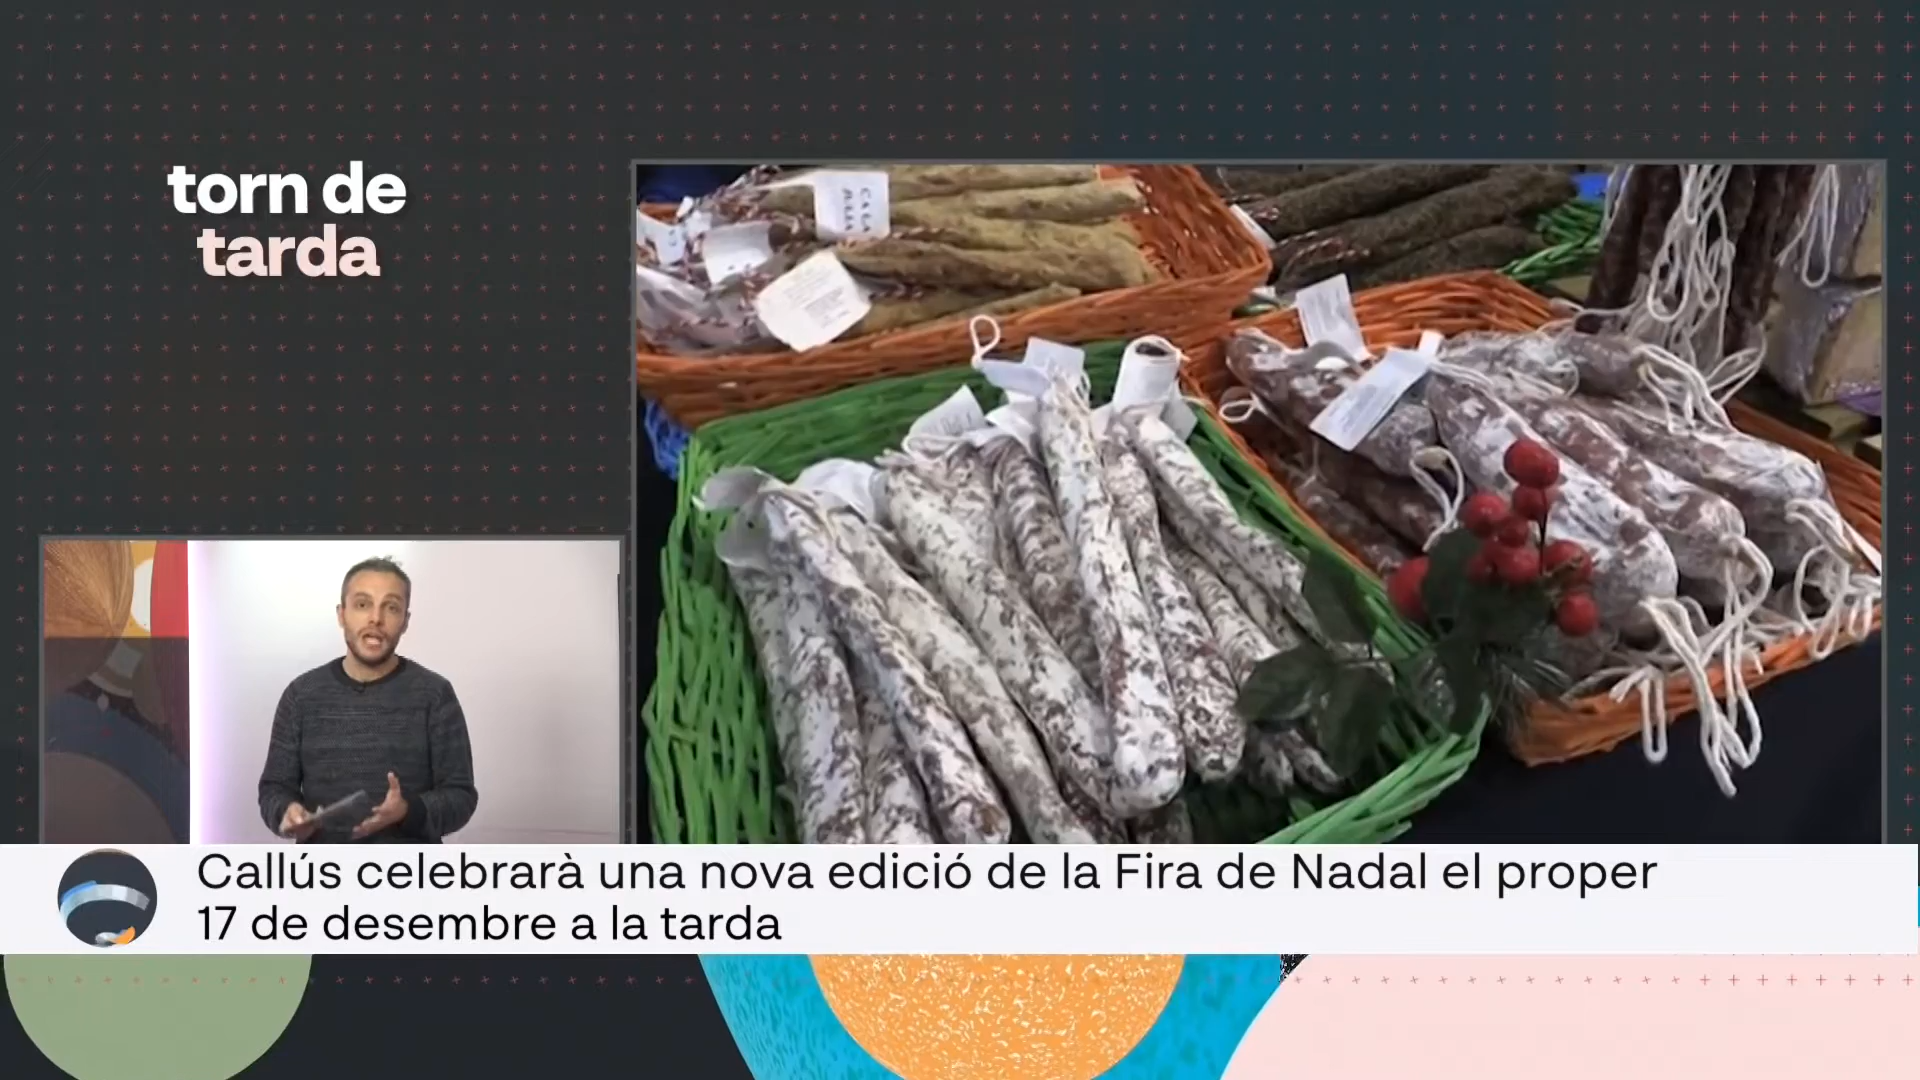 torn de
tarda
Callús celebrarà una nova edició de la Fira de Nadal el proper
17 de desembre a la tarda